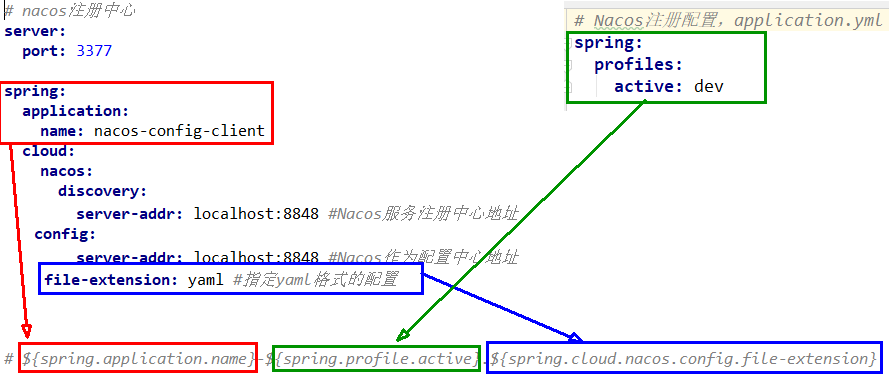 # nacos注册中心
server:
port: 3377
spring:
application:
name: nacos-config-client
cloud:
nacos:
discovery:
server-addr: localhost:8848 #Nacos服务注册中心地址
config:
server-addr: localhost:8848 #Nacos作为配置中心地址
file-extension: yaml #指定yaml格式的配置
# Nacos注册配置，application.yml
spring:
profiles:
active: dev
# ${spring.application.name}-${spring.profile.active}.${spring.cloud.nacos.config.file-extension}